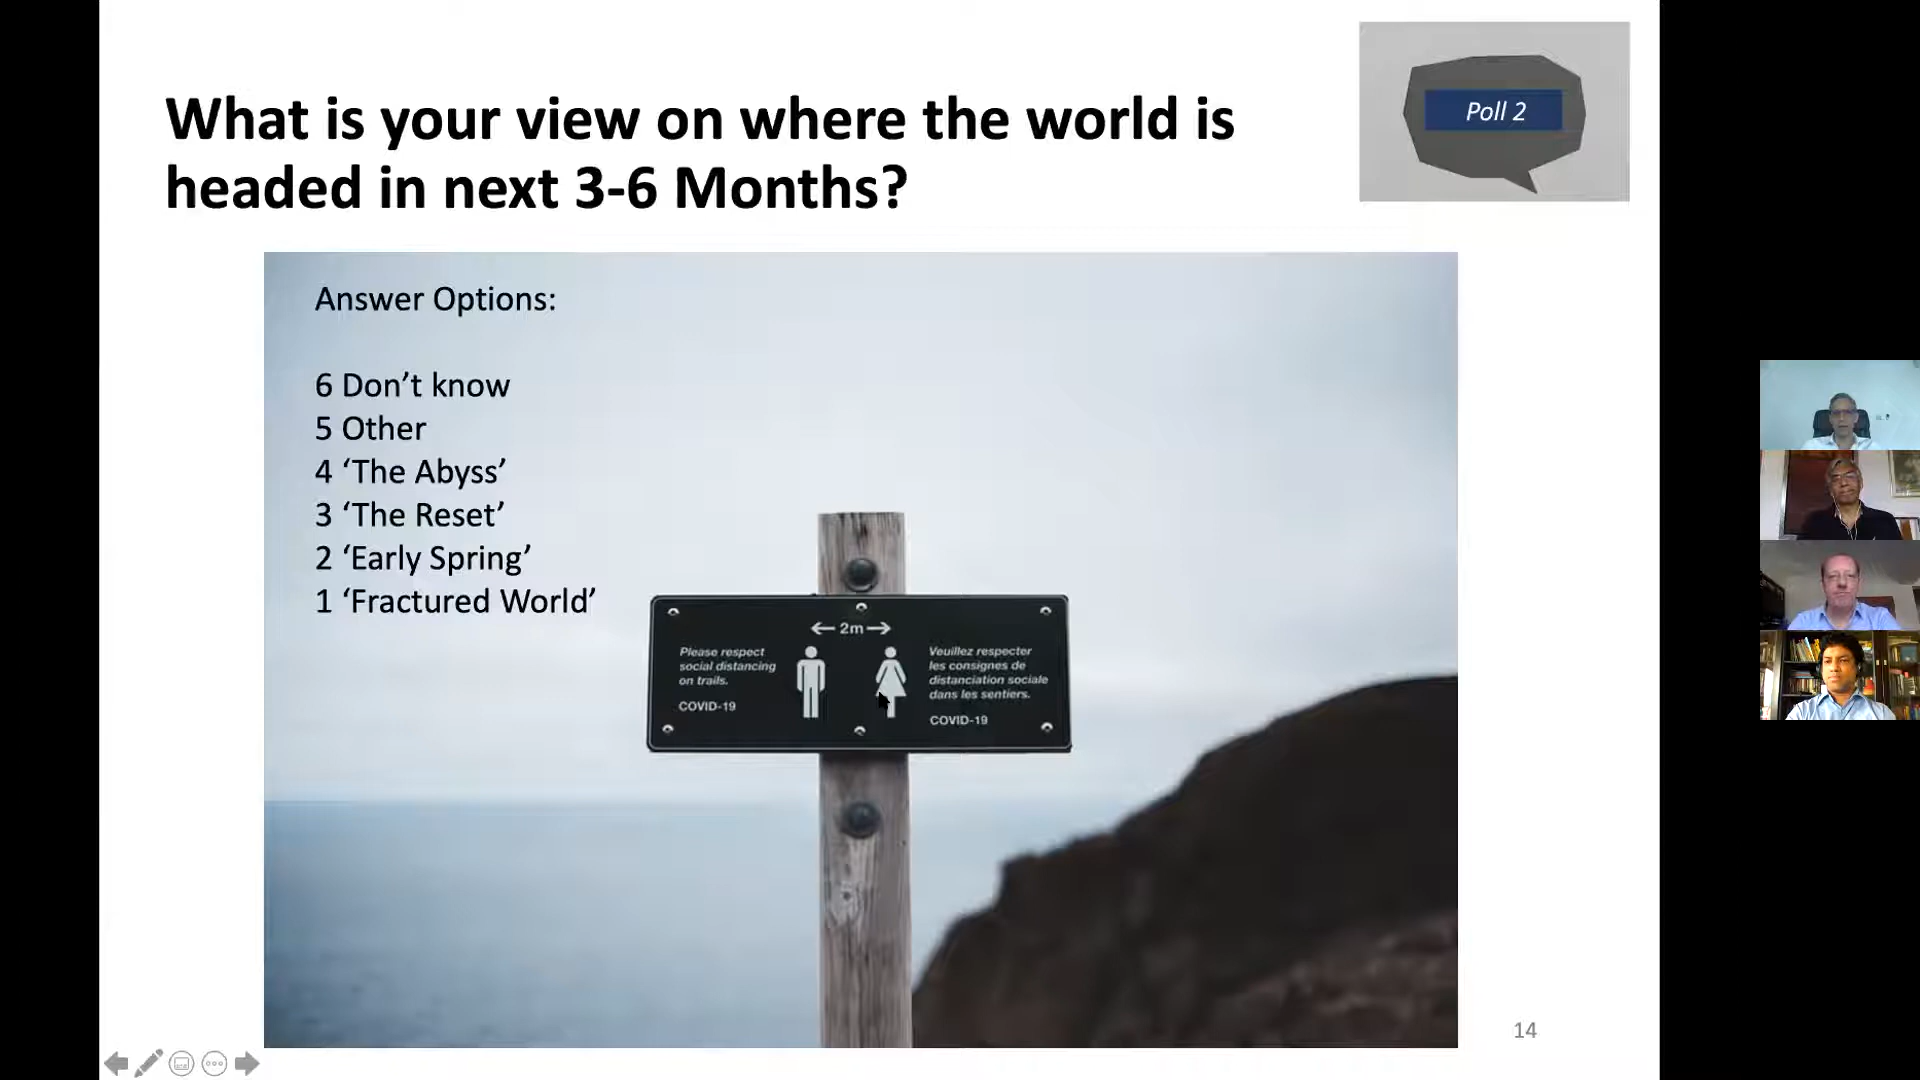 What is your view on where the world is
headed in next 3-6 Months?
Poll 2
Answer Options:
6 Don’t know
5 Other
4 ‘The Abyss’
3 ‘The Reset’
2 ‘Early Spring’
1 ‘Fractured World’
2m
Please respect
social distancing
on trails.
COVID-19
Veuillez respecter
les consignes de
distanciation sociale
dans les sentiers.
COVID-19
14